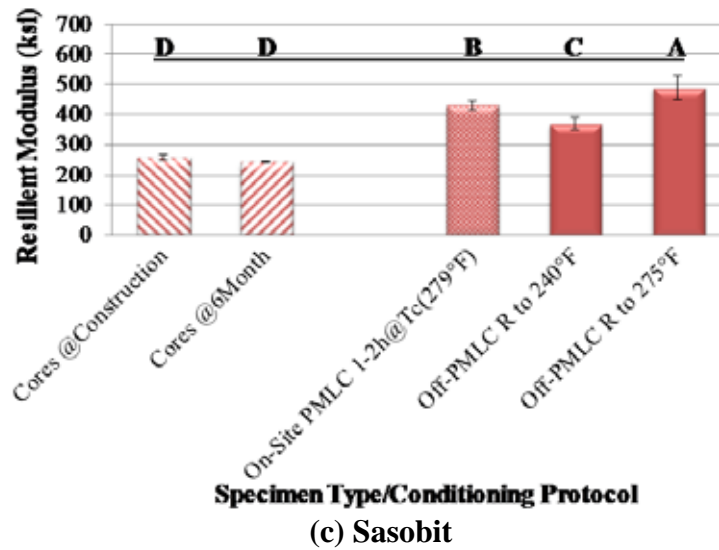 Resilient Modulus (ksi)
700
600
500
400
300
200
100
0
D D B C A
Cores @Construction
Cores @6Month
On-Site PMLC 1-2h@Tc(279°F)
Off-PMLC R to 240°F
Off-PMLC R to 275°F
Specimen Type/Conditioning Protocol
(c) Sasobit